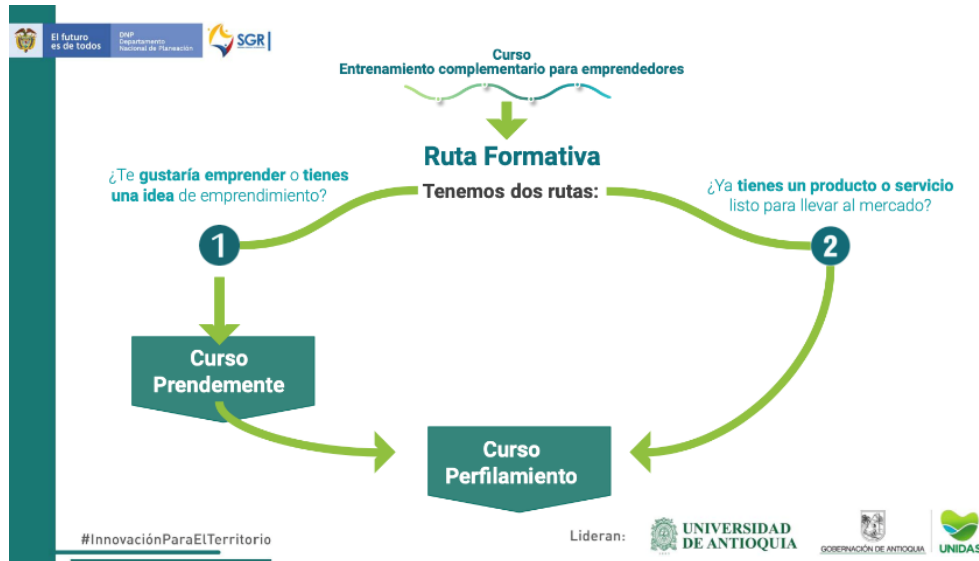 El futuro
es de todos
DNP
Departamento
Nacional de Planeación
SGR
Curso
Entrenamiento complementario para emprendedores
Ruta Formativa
Tenemos dos rutas:
¿Te gustaría emprender o tienes
una idea de emprendimiento?
¿Ya tienes un producto o servicio
listo para llevar al mercado?
1
2
Curso
Prendemente
Curso
Perfilamiento
#InnovaciónParaElTerritorio
Lideran:
UNIVERSIDAD
DE ANTIOQUIA
GOBERNACIÓN DE ANTIOQUIA
UNIDAS